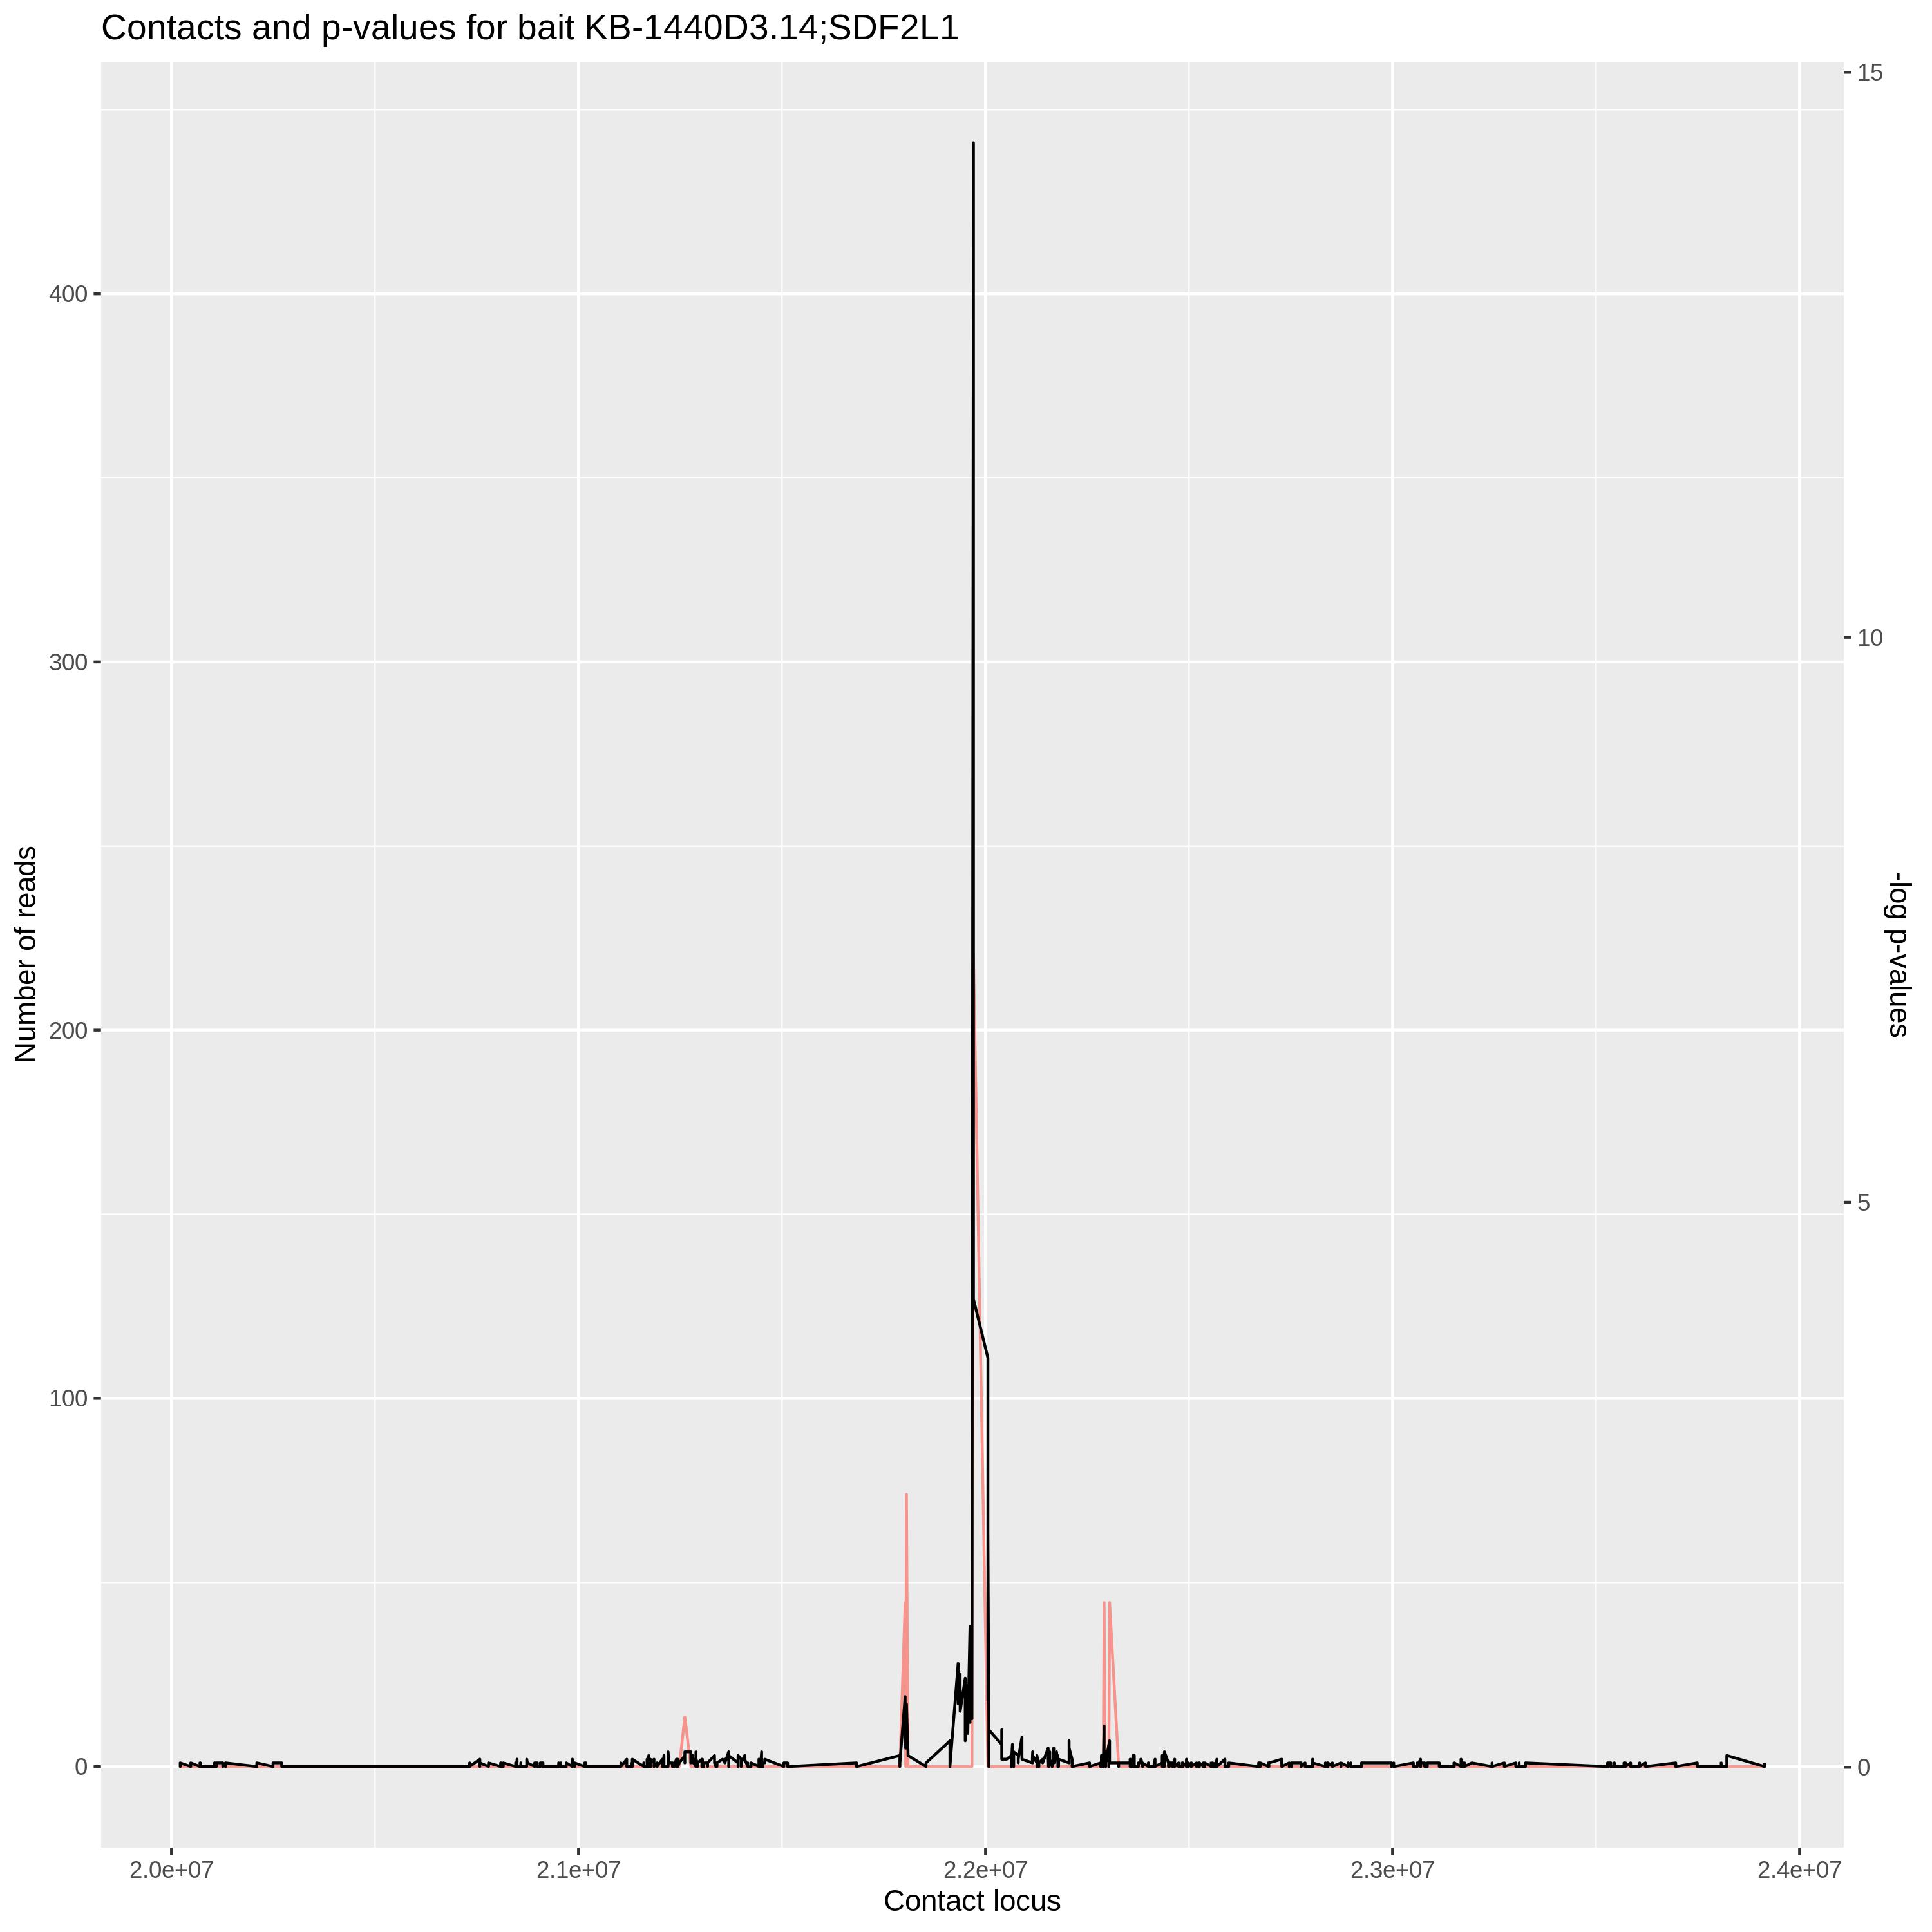 Contacts and p-values for bait KB-1440D3.14;SDF2L1
15
400
10
300
Number of reads
-log p-values
200
5
100
0
0
2.0e+07 2.1e+07 2.2e+07 2.3e+07 2.4e+07
Contact locus